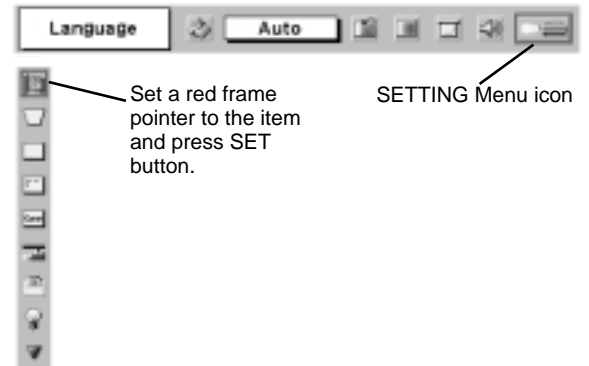 Language
Auto
Set a red frame
pointer to the item
and press SET
button.
SETTING Menu icon